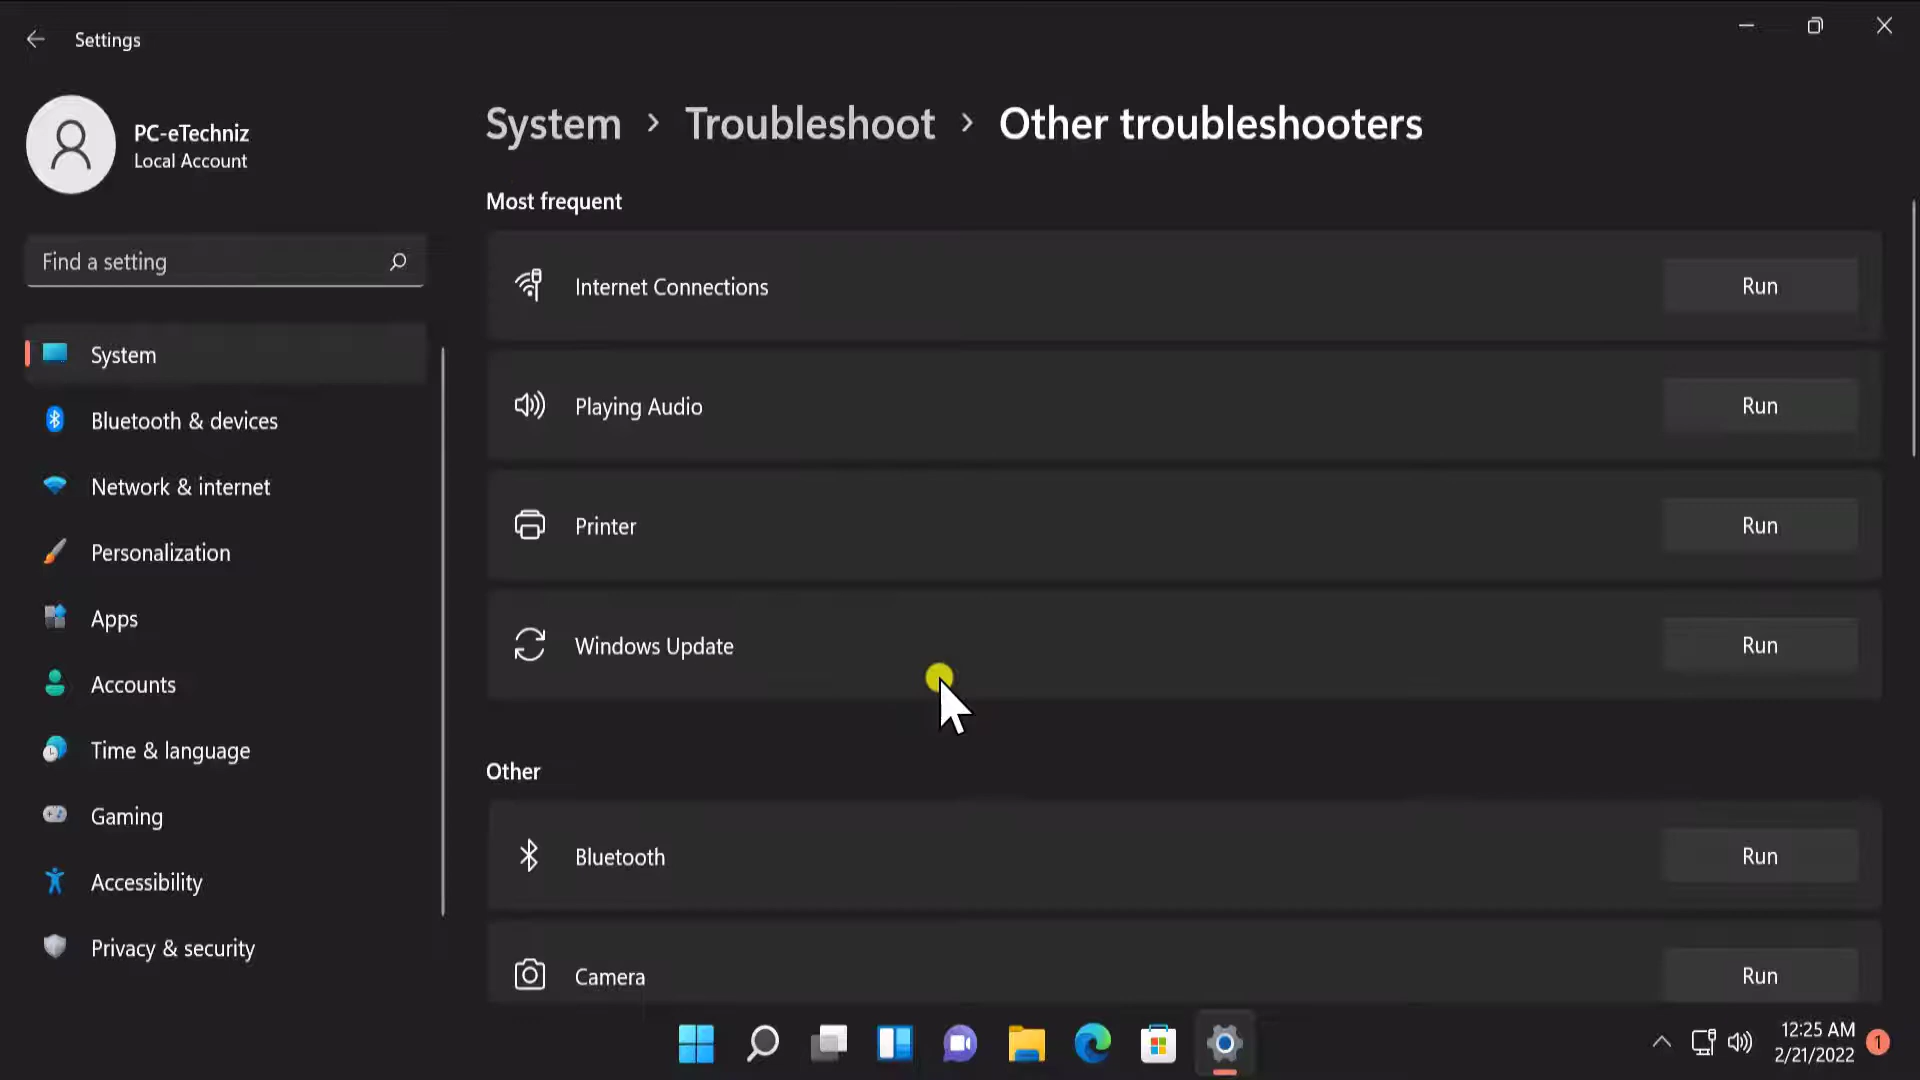 Settings
PC-eTechniz
Local Account
Find a setting
System
Bluetooth & devices
Network & internet
Personalization
Apps
Accounts
Time & language
Gaming
Accessibility
Privacy & security
System > Troubleshoot > Other troubleshooters
Most frequent
Internet Connections Run
Playing Audio Run
Printer Run
Windows Update Run
Other
Bluetooth Run
Camera Run
12:25 AM
2/21/2022
1